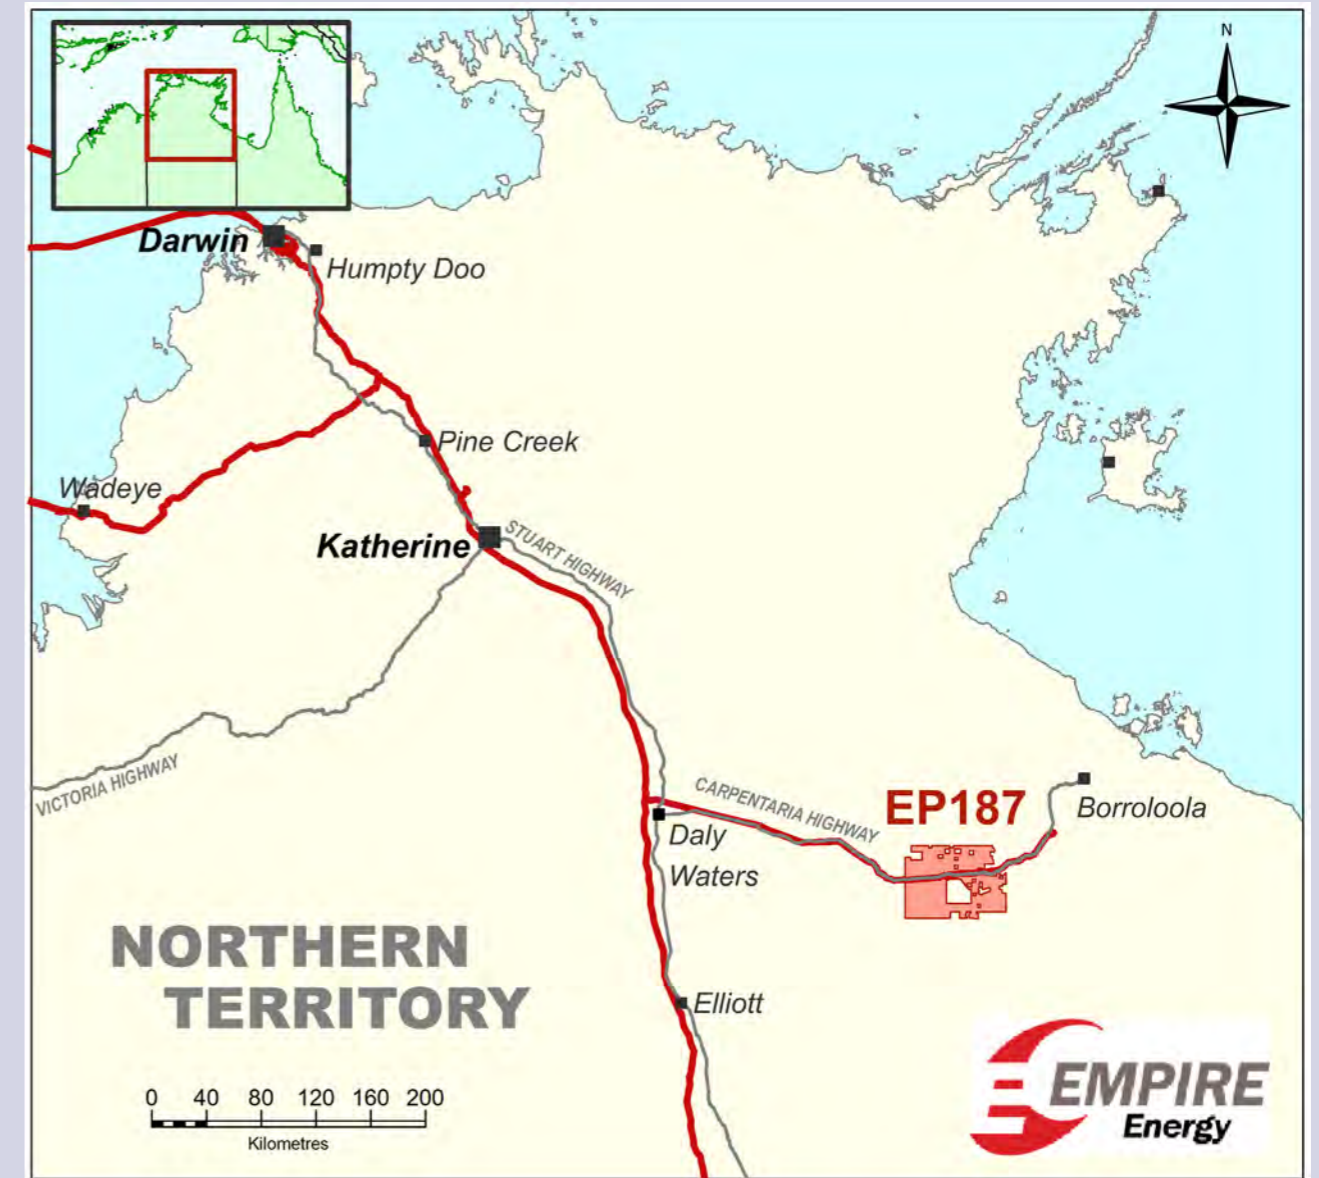 N
Darwin
Humpty Doo
Pine Creek
Wadeye
Katherine
STUART HIGHWAY
VICTORIA HIGHWAY
CARPENTARIA HIGHWAY
EP187
Borroloola
Daly
Waters
NORTHERN
TERRITORY
Elliott
0 40 80 120 160 200
Kilometres
EMPIRE
Energy